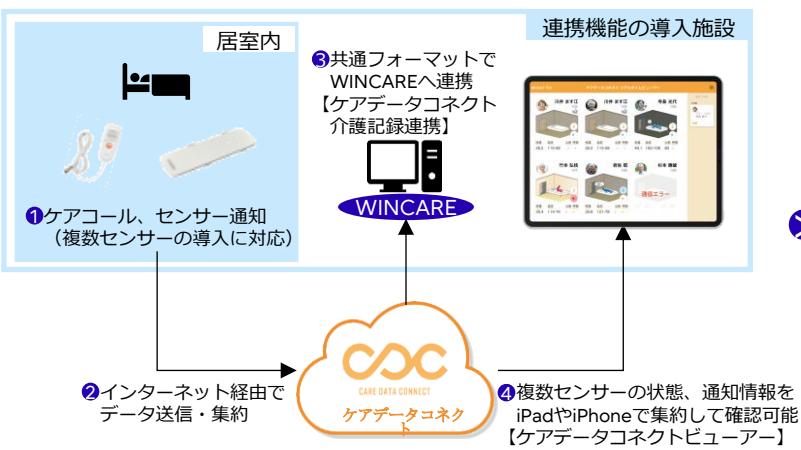 居室内
連携機能の導入施設
❸共通フォーマットで
WINCAREへ連携
【ケアデータコネクト
介護記録連携】
WINCARE
❶ケアコール、センサー通知
（複数センサーの導入に対応）
通信エラー
❷インターネット経由で
データ送信・集約
CDC
CARE DATA CONNECT
ケアデータコネク
ト
❹複数センサーの状態、通知情報を
iPadやiPhoneで集約して確認可能
【ケアデータコネクトビューアー】